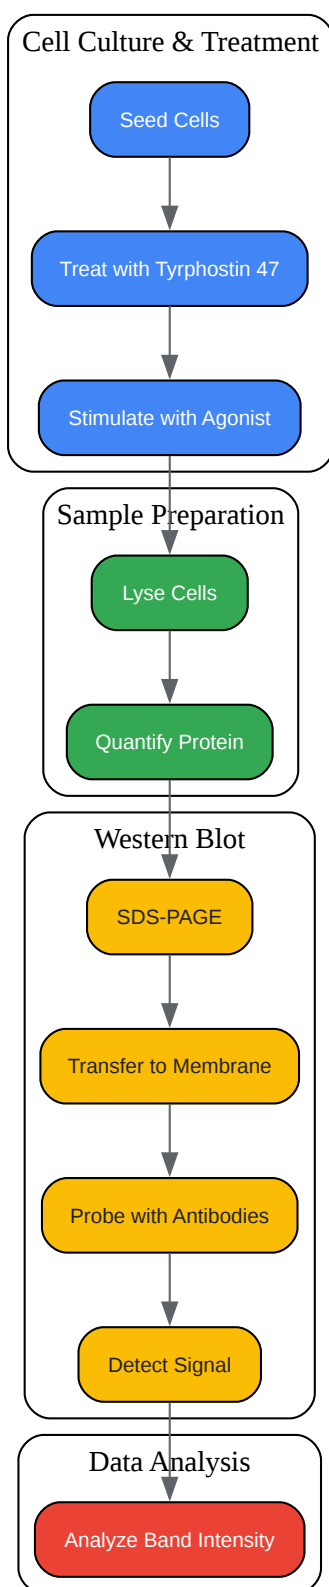 Cell Culture & Treatment
Seed Cells
Treat with Tyrphostin 47
Stimulate with Agonist
Sample Preparation
Lyse Cells
Quantify Protein
Western Blot
SDS-PAGE
Transfer to Membrane
Probe with Antibodies
Detect Signal
Data Analysis
Analyze Band Intensity